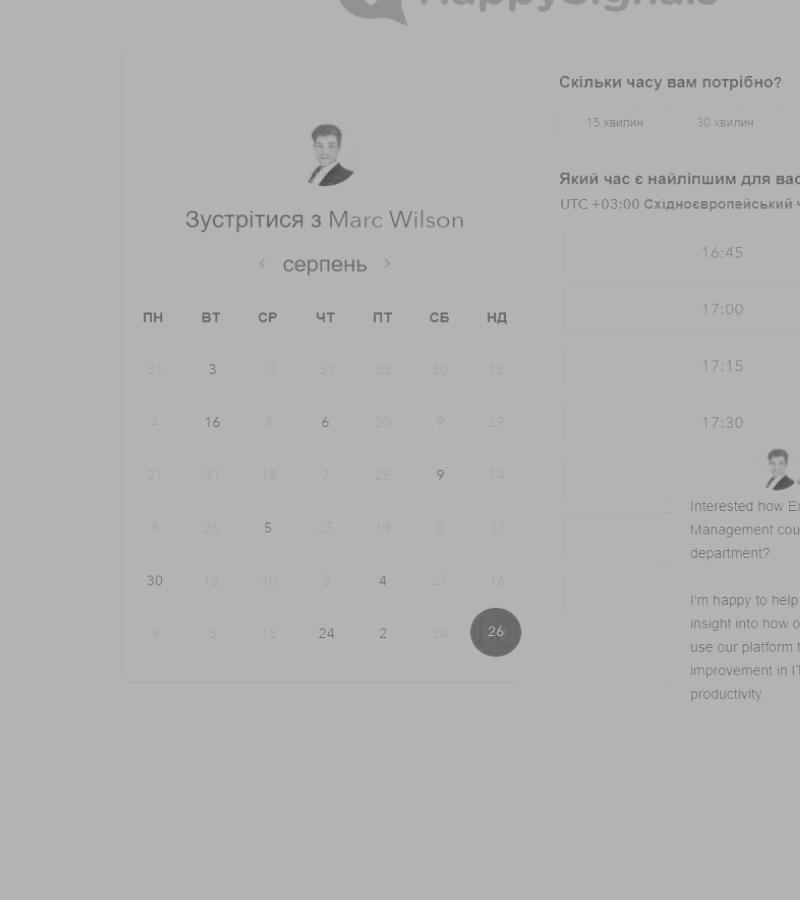 HappySignals
Зустрітися з Marc Wilson
‹ серпень ›
ПН ВТ СР ЧТ ПТ СБ НД
31 3 17 31 23 30 12
4 16 8 6 20 9 29
21 31 18 7 25 9 14
8 26 5 25 19 8 31
30 12 30 3 4 27 16
9 3 15 24 2 24 26
Скільки часу вам потрібно?
15 хвилин 30 хвилин
Який час є найліпшим для вас
UTC +03:00 Східноєвропейський
16:45
17:00
17:15
17:30
Interested how
Management
department?
I'm happy to help
insight into how
use our platform
improvement in IT
productivity.